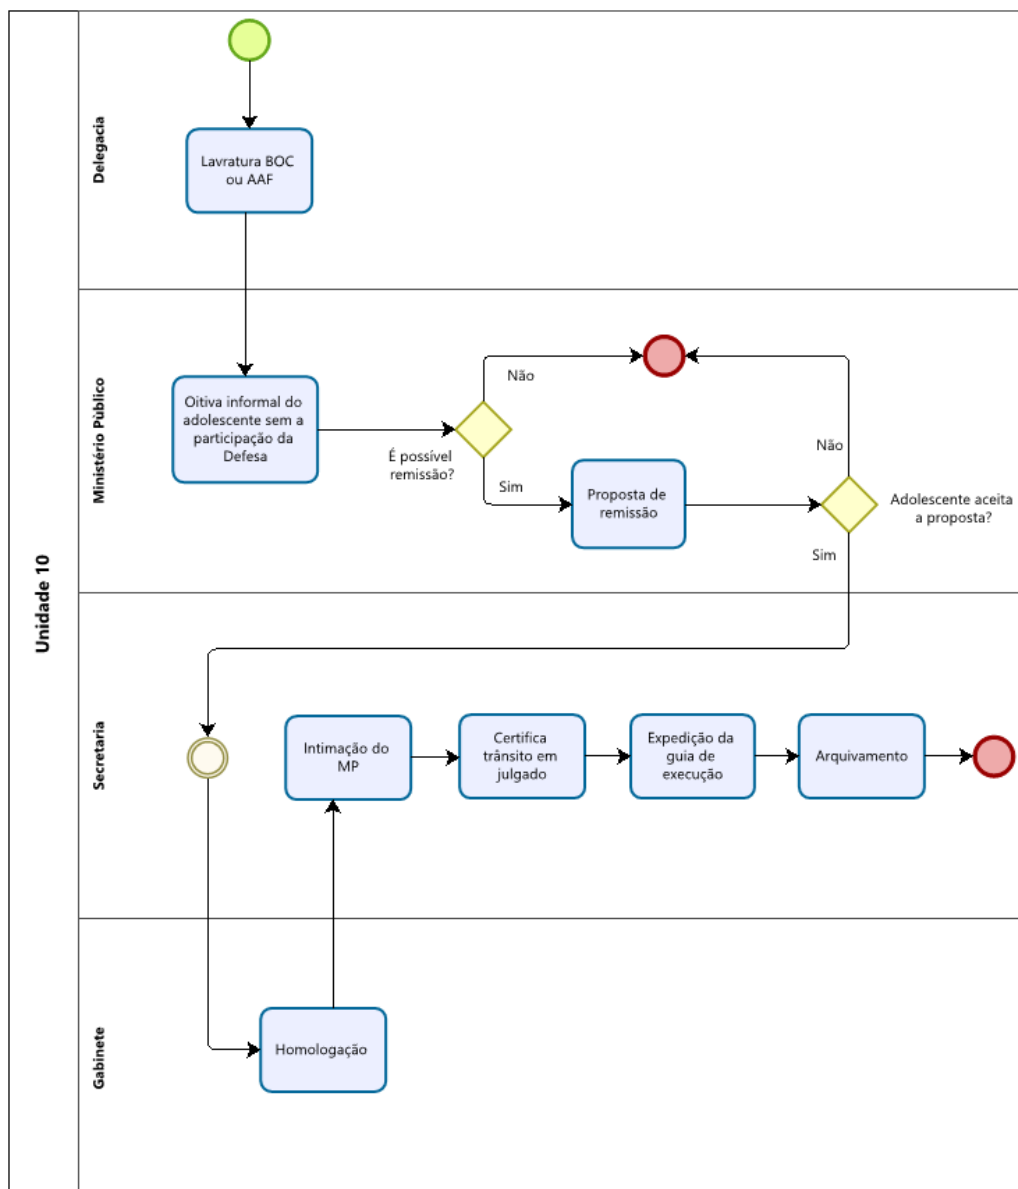 Unidade 10
Delegacia
Lavratura BOC
ou AAF
Ministério Público
Oitiva informal do
adolescente sem a
participação da
Defesa
É possível
remissão?
Não
Sim
Proposta de
remissão
Não
Adolescente aceita
a proposta?
Sim
Secretaria
Intimação do
MP
Certifica
trânsito em
julgado
Expedição da
guia de
execução
Arquivamento
Gabinete
Homologação